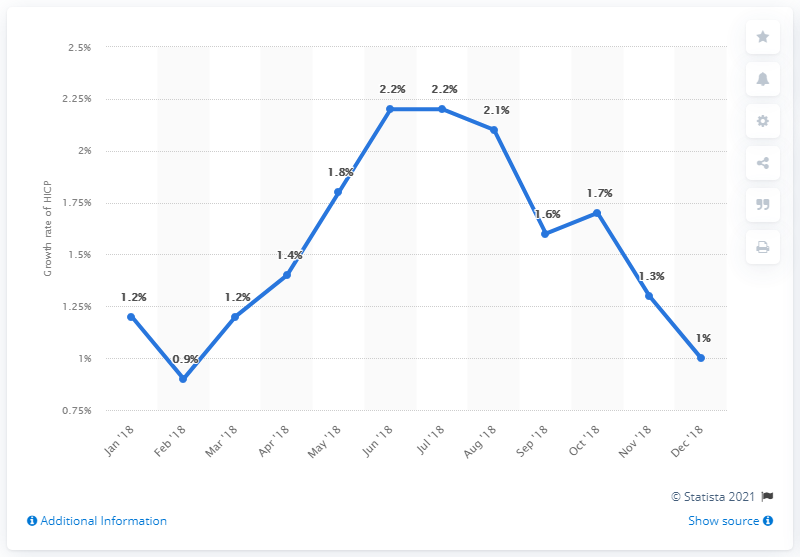 2.5%
2.25%
2%
1.75%
1.5%
1.25%
1%
0.75%
Growth rate of HICP
1.2%
0.9%
1.2%
1.4%
1.8%
2.2%
2.2%
2.1%
1.6%
1.7%
1.3%
1%
Jan '18
Feb '18
Mar '18
Apr '18
May '18
Jun '18
Jul '18
Aug '18
Sep '18
Oct '18
Nov '18
Dec '18
© Statista 2021
Additional Information
Show source